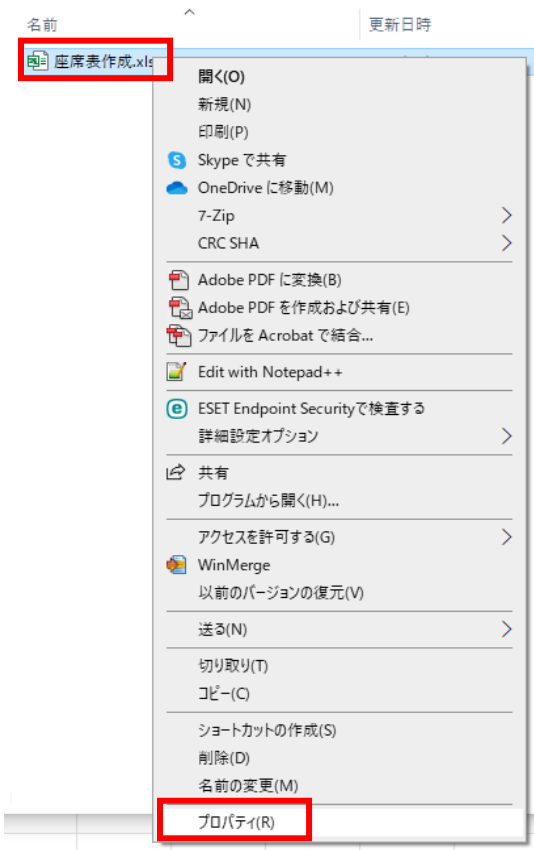 名前 更新日時
座席表作成.xls
開く(O)
新規(N)
印刷(P)
Skype で共有
OneDrive に移動(M)
7-Zip
CRC SHA
Adobe PDF に変換(B)
Adobe PDF を作成および共有(E)
ファイルを Acrobat で結合...
Edit with Notepad++
ESET Endpoint Securityで検査する
詳細設定オプション
共有
プログラムから開く(H)...
アクセスを許可する(G)
WinMerge
以前のバージョンの復元(V)
送る(N)
切り取り(T)
コピー(C)
ショートカットの作成(S)
削除(D)
名前の変更(M)
プロパティ(R)